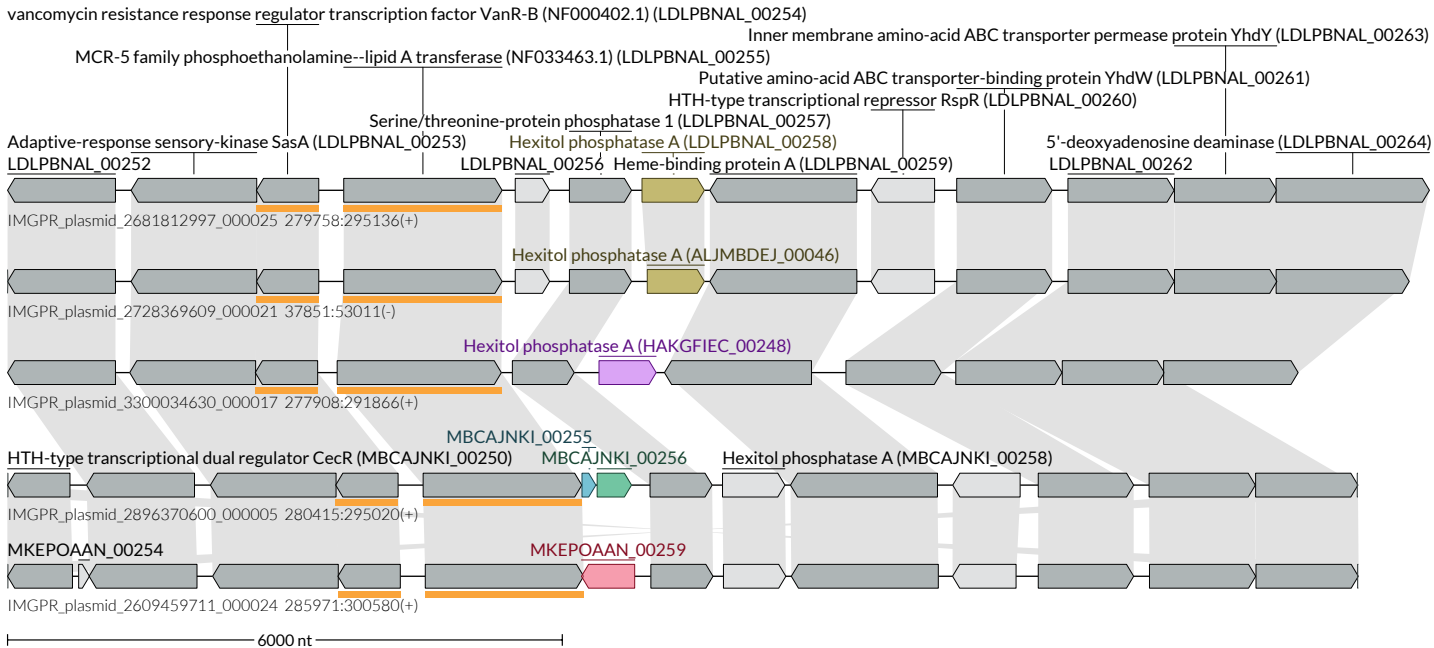 vancomycin resistance response regulator transcription factor VanR-B (NF000402.1) (LDLPBNAL_00254)
Inner membrane amino-acid ABC transporter permease protein YhdY (LDLPBNAL_00263)
MCR-5 family phosphoethanolamine--lipid A transferase (NF033463.1) (LDLPBNAL_00255)
Putative amino-acid ABC transporter-binding protein YhdW (LDLPBNAL_00261)
HTH-type transcriptional repressor RspR (LDLPBNAL_00260)
Serine/threonine-protein phosphatase 1 (LDLPBNAL_00257)
Adaptive-response sensory-kinase SasA (LDLPBNAL_00253)
Hexitol phosphatase A (LDLPBNAL_00258)
5'-deoxyadenosine deaminase (LDLPBNAL_00264)
LDLPBNAL_00252
LDLPBNAL_00256
Heme-binding protein A (LDLPBNAL_00259)
LDLPBNAL_00262
IMGPR_plasmid_2681812997_000025 279758:295136(+)
Hexitol phosphatase A (ALJMBDEJ_00046)
IMGPR_plasmid_2728369609_000021 37851:53011(-)
Hexitol phosphatase A (HAKGFIEC_00248)
IMGPR_plasmid_3300034630_000017 277908:291866(+)
MBCAJNKI_00255
HTH-type transcriptional dual regulator CecR (MBCAJNKI_00250)
MBCAJNKI_00256
Hexitol phosphatase A (MBCAJNKI_00258)
IMGPR_plasmid_2896370600_000005 280415:295020(+)
MKEPOAAN_00254
MKEPOAAN_00259
IMGPR_plasmid_2609459711_000024 285971:300580(+)
6000 nt